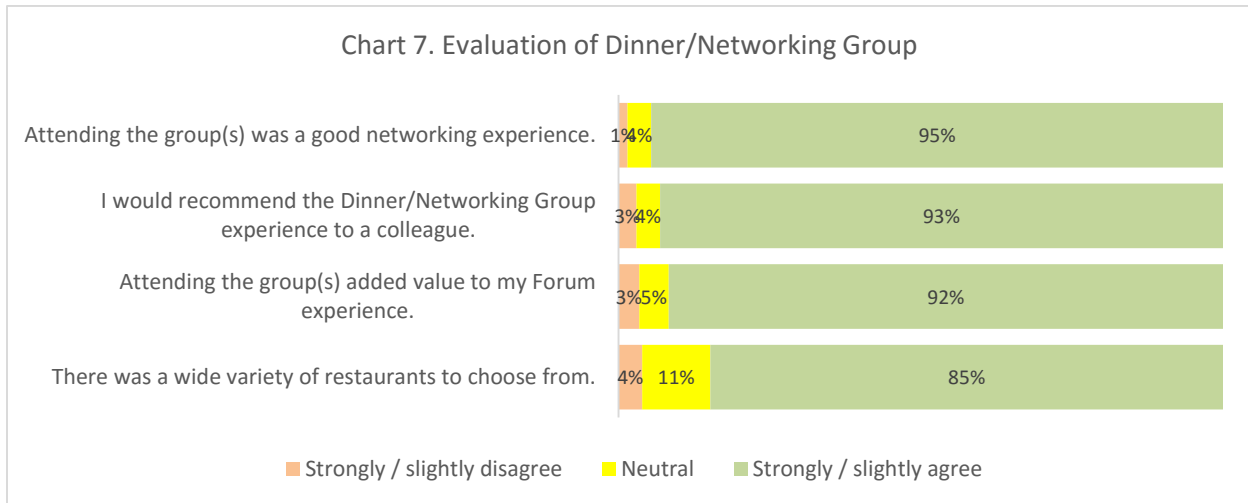 Chart 7. Evaluation of Dinner/Networking Group
Attending the group(s) was a good networking experience.
1% 4% 95%
I would recommend the Dinner/Networking Group
experience to a colleague.
3% 4% 93%
Attending the group(s) added value to my Forum
experience.
3% 5% 92%
There was a wide variety of restaurants to choose from.
4% 11% 85%
Strongly / slightly disagree Neutral Strongly / slightly agree